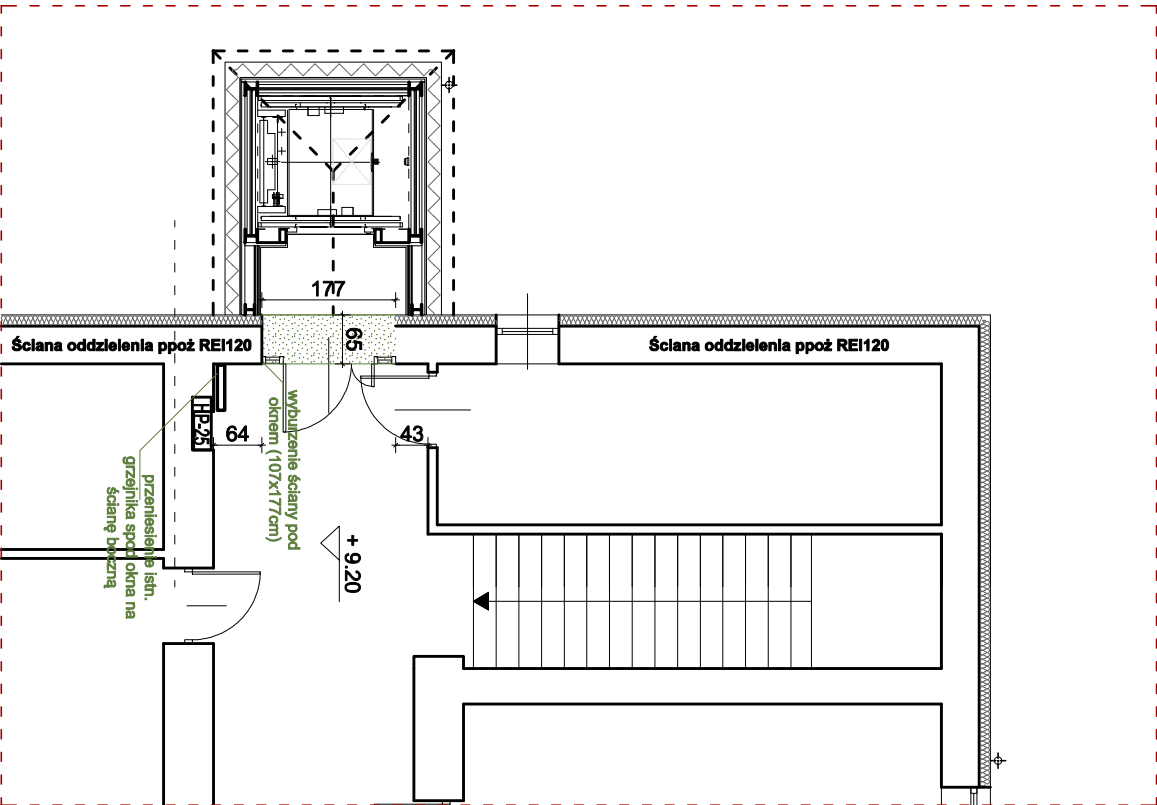 177
65
Ściana oddzielenia ppoż REI120
Ściana oddzielenia ppoż REI120
HP-25
64
43
wyburzenie ściany pod
oknem (107x177cm)
przeniesienie istn.
grzejnika spod okna na
ścianę boczną
+ 9.20